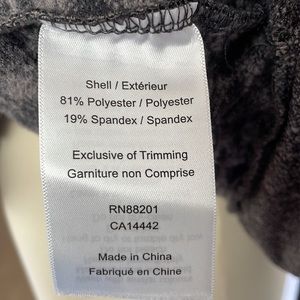 Shell / Extérieur
81% Polyester / Polyester
19% Spandex / Spandex
Exclusive of Trimming
Garniture non Comprise
RN88201
CA14442
Made in China
Fabriqué en Chine